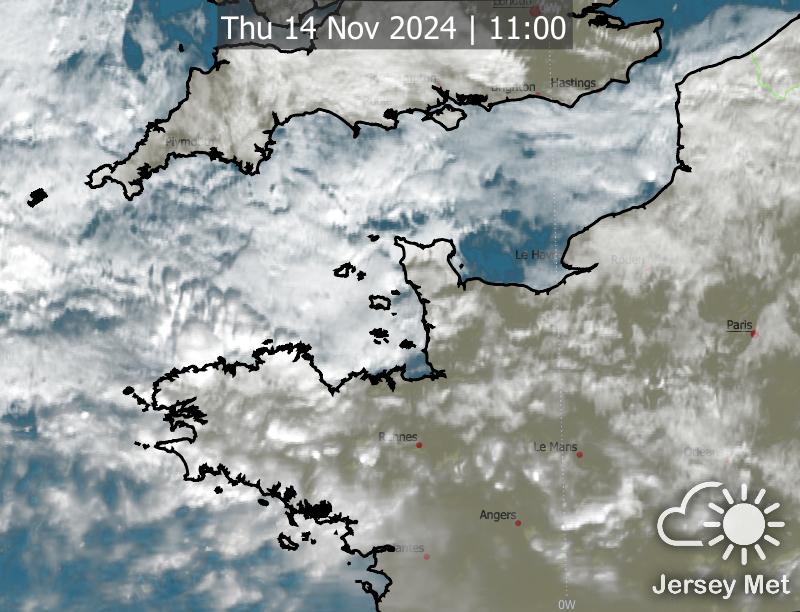 London
Thu 14 Nov 2024 | 11:00
Brighton
Hastings
Plymouth
Le Hav
Rouen
Paris
Rennes
Le Mans
Orleans
Angers
Nantes
Jersey Met
0W